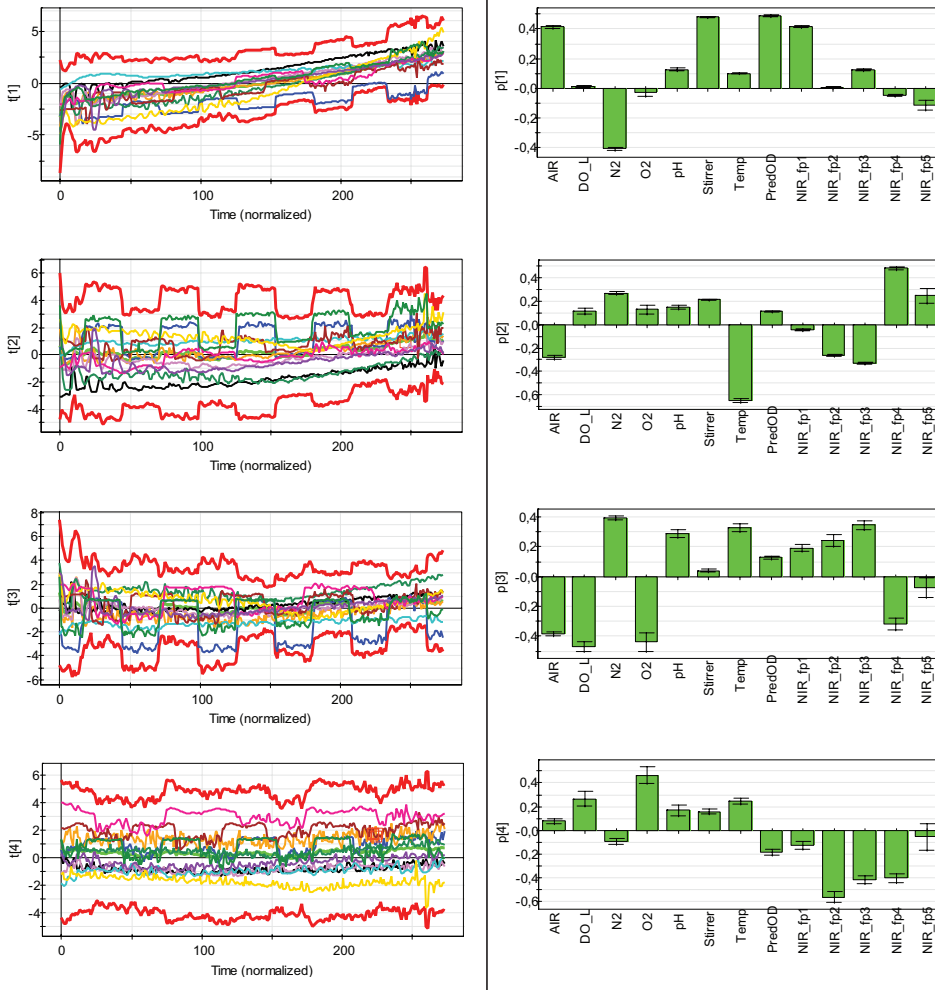 t[1]
5
0
-5
0
100
200
Time (normalized)
p[1]
0,4
0,2
-0,0
-0,4
AIR
DO_L
N2
O2
pH
Stirrer
Temp
PredOD
NIR_fp1
NIR_fp2
NIR_fp3
NIR_fp4
NIR_fp5
t[2]
6
4
2
0
-2
-4
0
100
200
Time (normalized)
p[2]
0,4
0,2
-0,0
-0,2
-0,4
-0,6
AIR
DO_L
N2
O2
pH
Stirrer
Temp
PredOD
NIR_fp1
NIR_fp2
NIR_fp3
NIR_fp4
NIR_fp5
t[3]
8
6
4
2
0
-2
-4
-6
0
100
200
Time (normalized)
p[3]
0,4
0,2
-0,0
-0,4
AIR
DO_L
N2
O2
pH
Stirrer
Temp
PredOD
NIR_fp1
NIR_fp2
NIR_fp3
NIR_fp4
NIR_fp5
t[4]
6
4
2
0
-2
-4
0
100
200
Time (normalized)
p[4]
0,4
0,2
-0,0
-0,2
-0,4
-0,6
AIR
DO_L
N2
O2
pH
Stirrer
Temp
PredOD
NIR_fp1
NIR_fp2
NIR_fp3
NIR_fp4
NIR_fp5